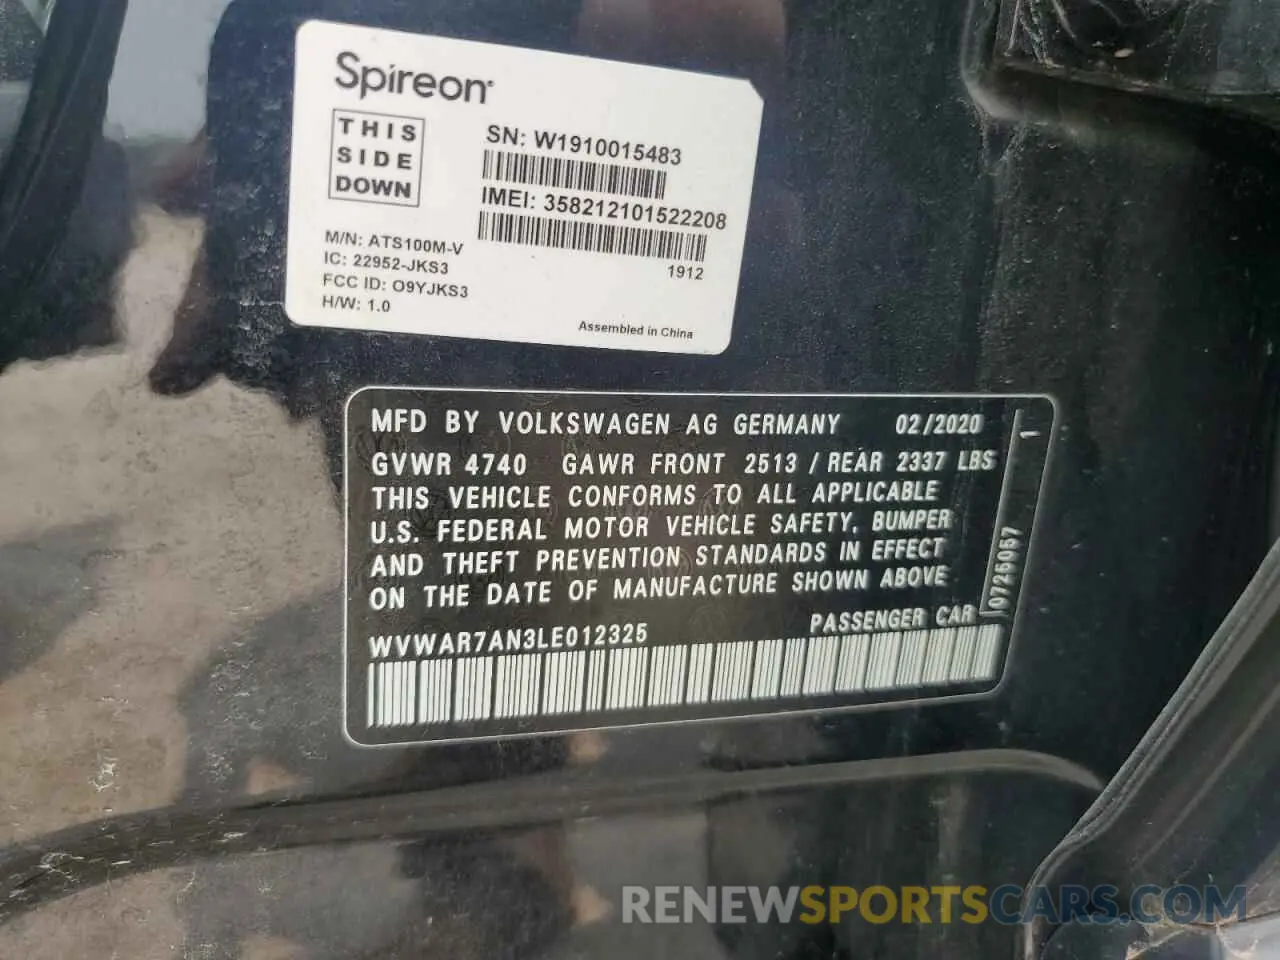 Spireon
THIS
SIDE
DOWN
SN: W1910015483
IMEI: 358212101522208
1912
M/N: ATS100M-V
IC: 22952-JKS3
FCC ID: O9YJKS3
H/W: 1.0
Assembled in China
MFD BY VOLKSWAGEN AG GERMANY 02/2020
GVWR 4740 GAWR FRONT 2513 / REAR 2337 LBS
THIS VEHICLE CONFORMS TO ALL APPLICABLE
U.S. FEDERAL MOTOR VEHICLE SAFETY, BUMPER
AND THEFT PREVENTION STANDARDS IN EFFECT
ON THE DATE OF MANUFACTURE SHOWN ABOVE
PASSENGER CAR
WVWAR7AN3LE012325
0725057
1
RENEWSPORTSCARS.COM